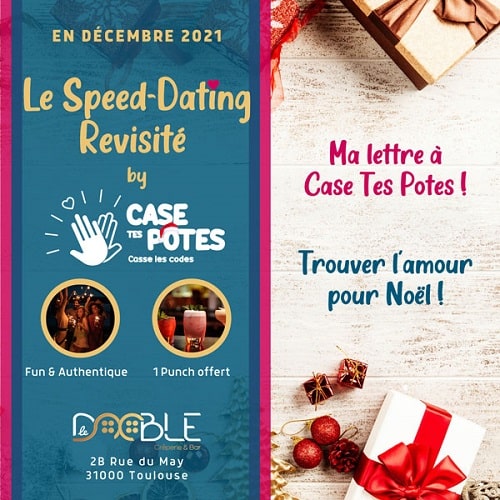 EN DÉCEMBRE 2021
Le Speed-Dating
Revisité
by
CASE
TES POTES
Casse les codes
Fun & Authentique
1 Punch offert
Le DOOBLE
Crêperie & Bar
2B Rue du May
31000 Toulouse
Ma lettre à
Case Tes Potes !
Trouver l'amour
pour Noël !